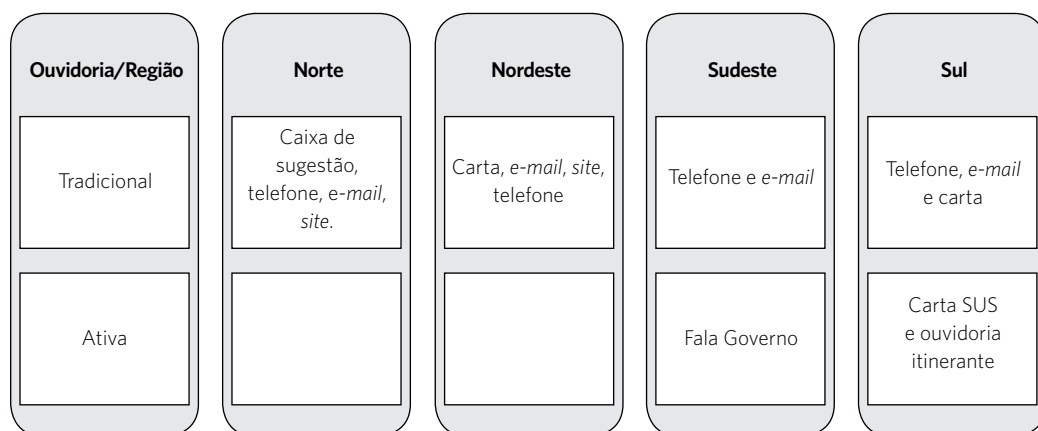 Ouvidoria/Região
Norte
Nordeste
Sudeste
Sul
Tradicional
Caixa de
sugestão,
telefone, e-mail,
site.
Carta, e-mail, site,
telefone
Telefone e e-mail
Telefone, e-mail
e carta
Ativa
Fala Governo
Carta SUS
e ouvidoria
itinerante